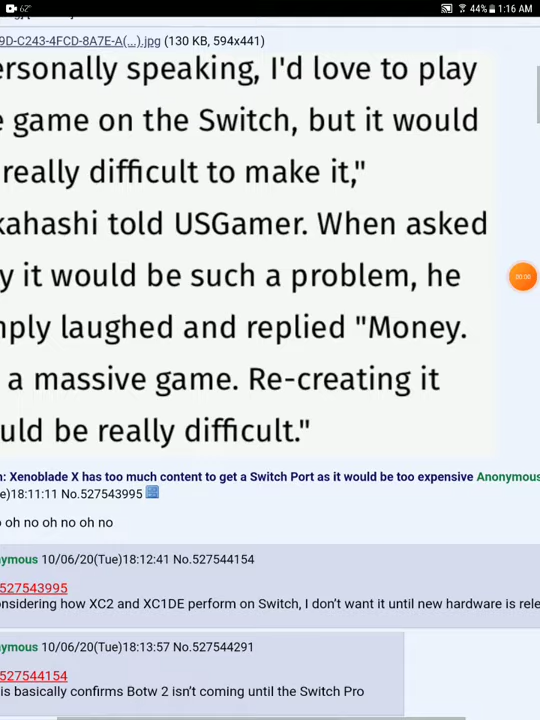 62°
44% 1:16 AM
9D-C243-4FCD-8A7E-A(...).jpg (130 KB, 594x441)
ersonally speaking, I'd love to play
e game on the Switch, but it would
really difficult to make it,"
kahashi told USGamer. When asked
y it would be such a problem, he
mply laughed and replied "Money.
a massive game. Re-creating it
uld be really difficult."
00:00
n: Xenoblade X has too much content to get a Switch Port as it would be too expensive Anonymous
e)18:11:11 No.527543995
oh no oh no oh no
nymous 10/06/20(Tue)18:12:41 No.527544154
527543995
onsidering how XC2 and XC1DE perform on Switch, I don't want it until new hardware is rele
nymous 10/06/20(Tue)18:13:57 No.527544291
527544154
is basically confirms Botw 2 isn't coming until the Switch Pro